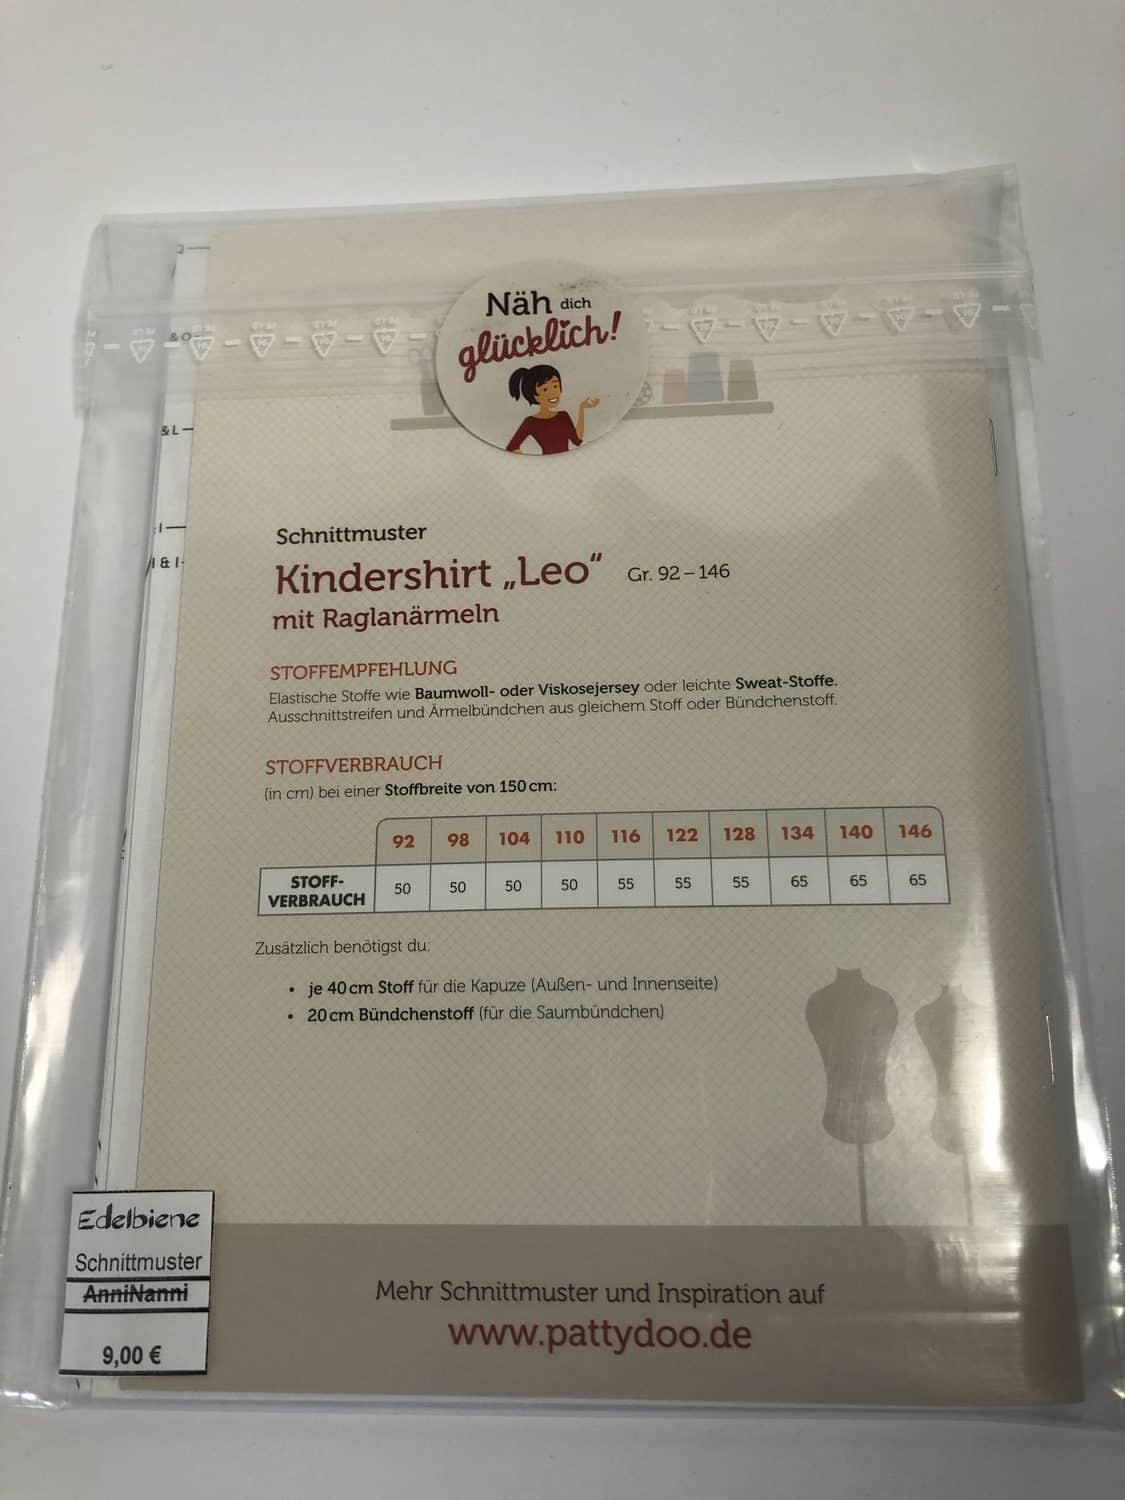 Näh dich
glücklich!
& O
& L
I
I & I
Schnittmuster
Kindershirt „Leo“ Gr. 92 – 146
mit Raglanärmeln
STOFFEMPFEHLUNG
Elastische Stoffe wie Baumwoll- oder Viskosejersey oder leichte Sweat-Stoffe.
Ausschnittstreifen und Ärmelbündchen aus gleichem Stoff oder Bündchenstoff.
STOFFVERBRAUCH
(in cm) bei einer Stoffbreite von 150 cm:
92 98 104 110 116 122 128 134 140 146
STOFF-
VERBRAUCH 50 50 50 50 55 55 55 65 65 65
Zusätzlich benötigst du:
• je 40 cm Stoff für die Kapuze (Außen- und Innenseite)
• 20 cm Bündchenstoff (für die Saumbündchen)
Edelbiene
Schnittmuster
AnniNanni
9,00 €
Mehr Schnittmuster und Inspiration auf
www.pattydoo.de